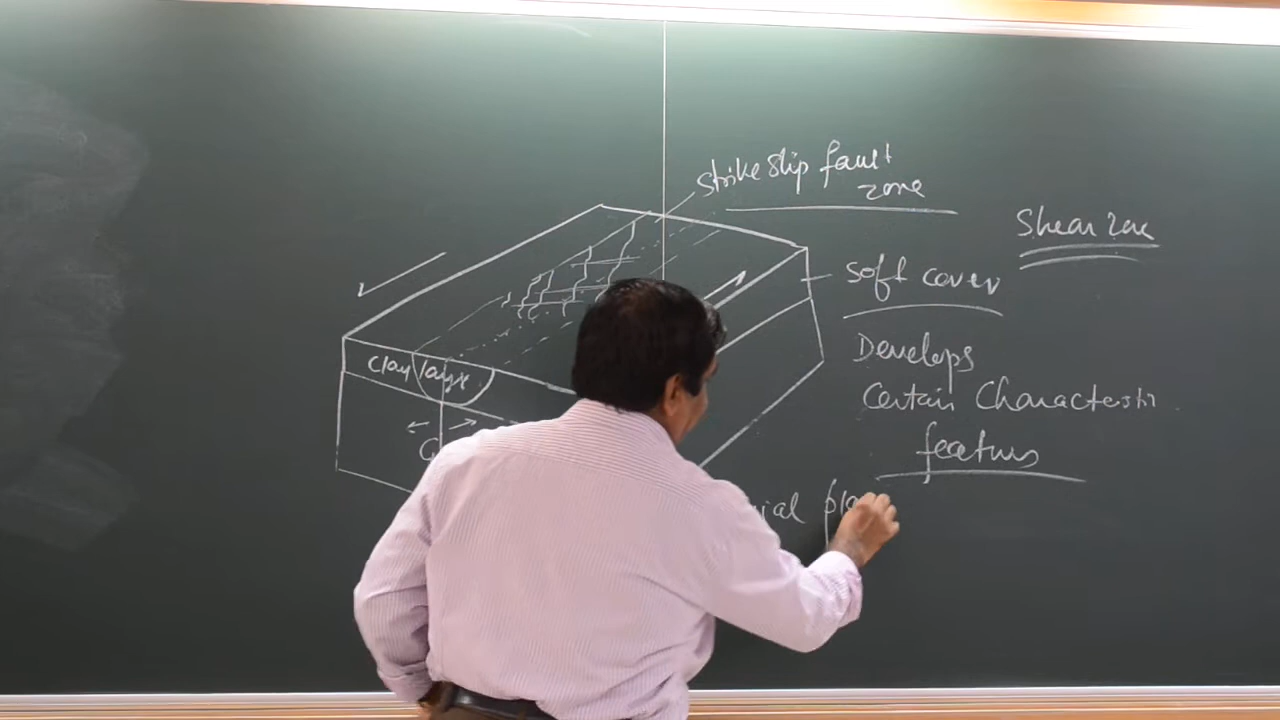 Strike Slip fault
zone
Shear Zone
Soft cover
Develops
Certain Characteristi
features
Clay layer